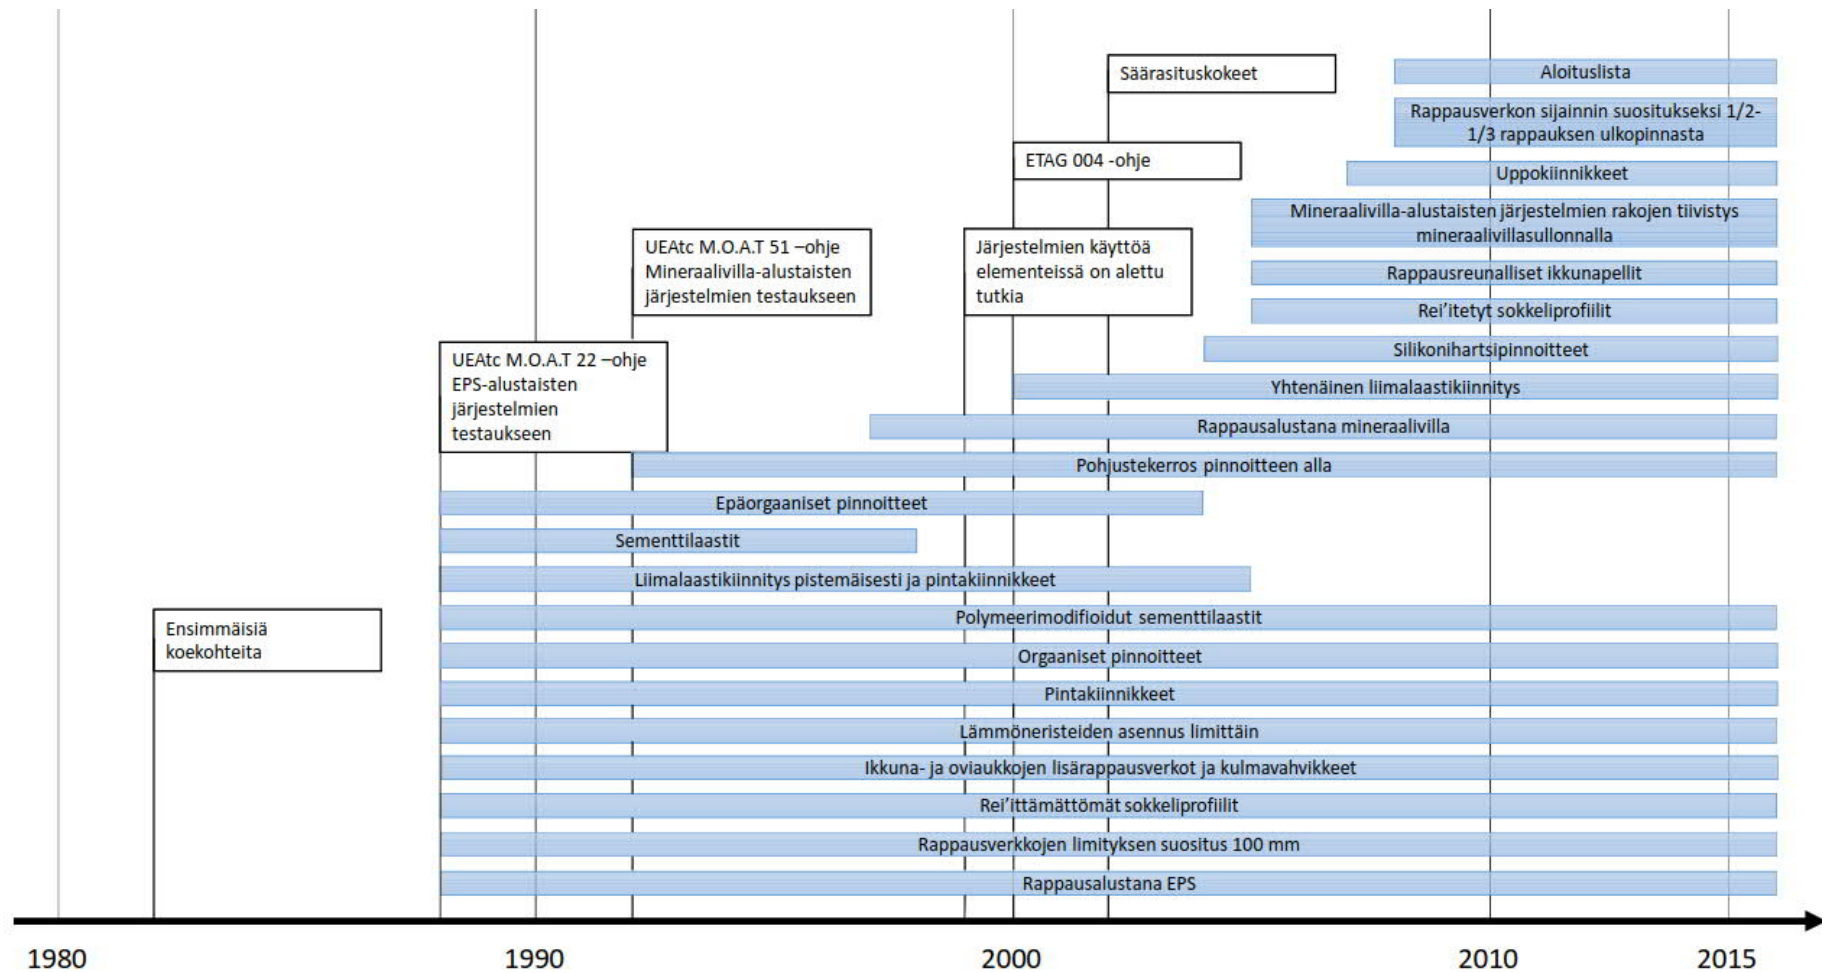 Säärasituskokeet
Aloituslista
Rappausverkon sijainnin suositukseksi 1/2-
1/3 rappauksen ulkopinnasta
ETAG 004 -ohje
Uppokiinnikkeet
Mineraalivilla-alustaisten järjestelmien rakojen tiivistys
mineraalivillasullonnalla
UEAtc M.O.A.T 51 –ohje
Mineraalivilla-alustaisten
järjestelmien testaukseen
Järjestelmien käyttöä
elementeissä on alettu
tutkia
Rappausreunalliset ikkunapellit
Rei’itetyt sokkeliprofiilit
UEAtc M.O.A.T 22 –ohje
EPS-alustaisten
järjestelmien
testaukseen
Silikonihartsipinnoitteet
Yhtenäinen liimalaastikiinnitys
Rappausalustana mineraalivilla
Pohjustekerros pinnoitteen alla
Epäorgaaniset pinnoitteet
Sementtilaastit
Liimalaastikiinnitys pistemäisesti ja pintakiinnikkeet
Ensimmäisiä
koekohteita
Polymeerimodifioidut sementtilaastit
Orgaaniset pinnoitteet
Pintakiinnikkeet
Lämmöneristeiden asennus limittäin
Ikkuna- ja oviaukkojen lisärappausverkot ja kulmavahvikkeet
Rei’ittämättömät sokkeliprofiilit
Rappausverkkojen limityksen suositus 100 mm
Rappausalustana EPS
1980 1990 2000 2010 2015